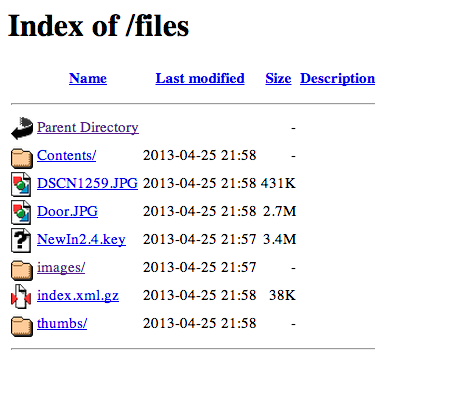 Index of /files
Name Last modified Size Description
Parent Directory -
Contents/ 2013-04-25 21:58 -
DSCN1259.JPG 2013-04-25 21:58 431K
Door.JPG 2013-04-25 21:58 2.7M
NewIn2.4.key 2013-04-25 21:57 3.4M
images/ 2013-04-25 21:57 -
index.xml.gz 2013-04-25 21:58 38K
thumbs/ 2013-04-25 21:58 -